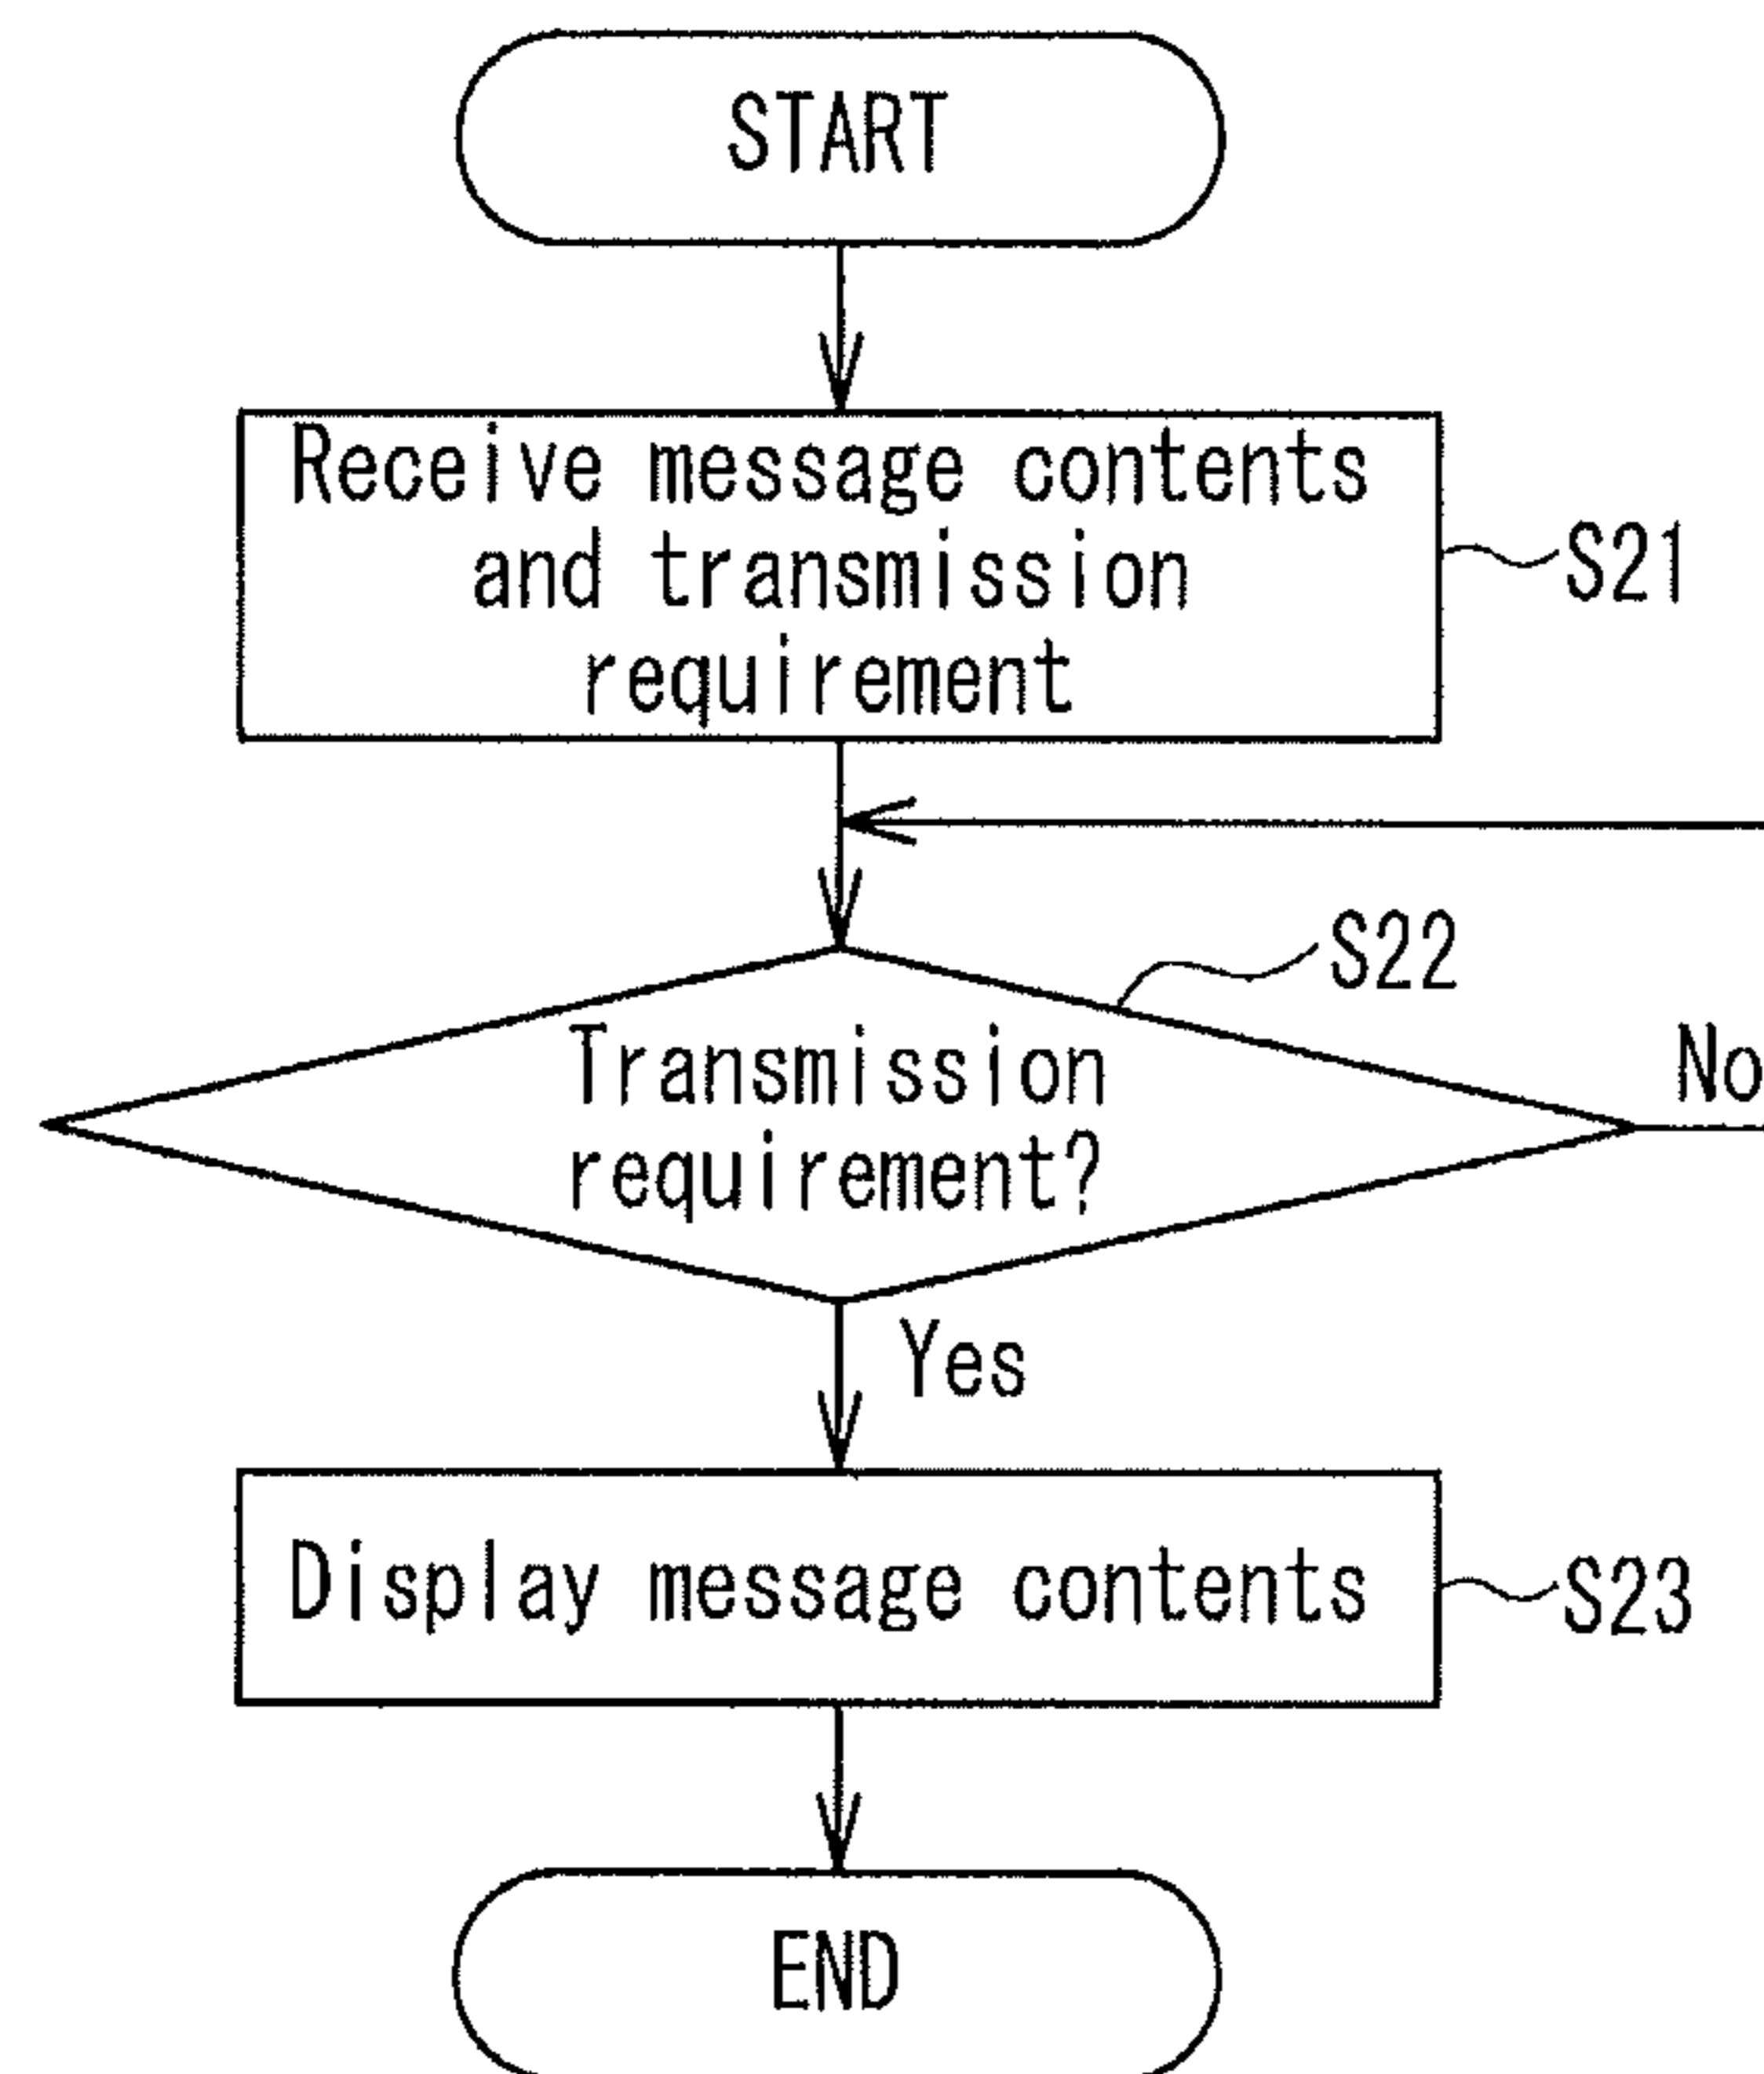 START
Receive message contents
and transmission
requirement
S21
S22
Transmission
requirement?
No
Yes
Display message contents
S23
END